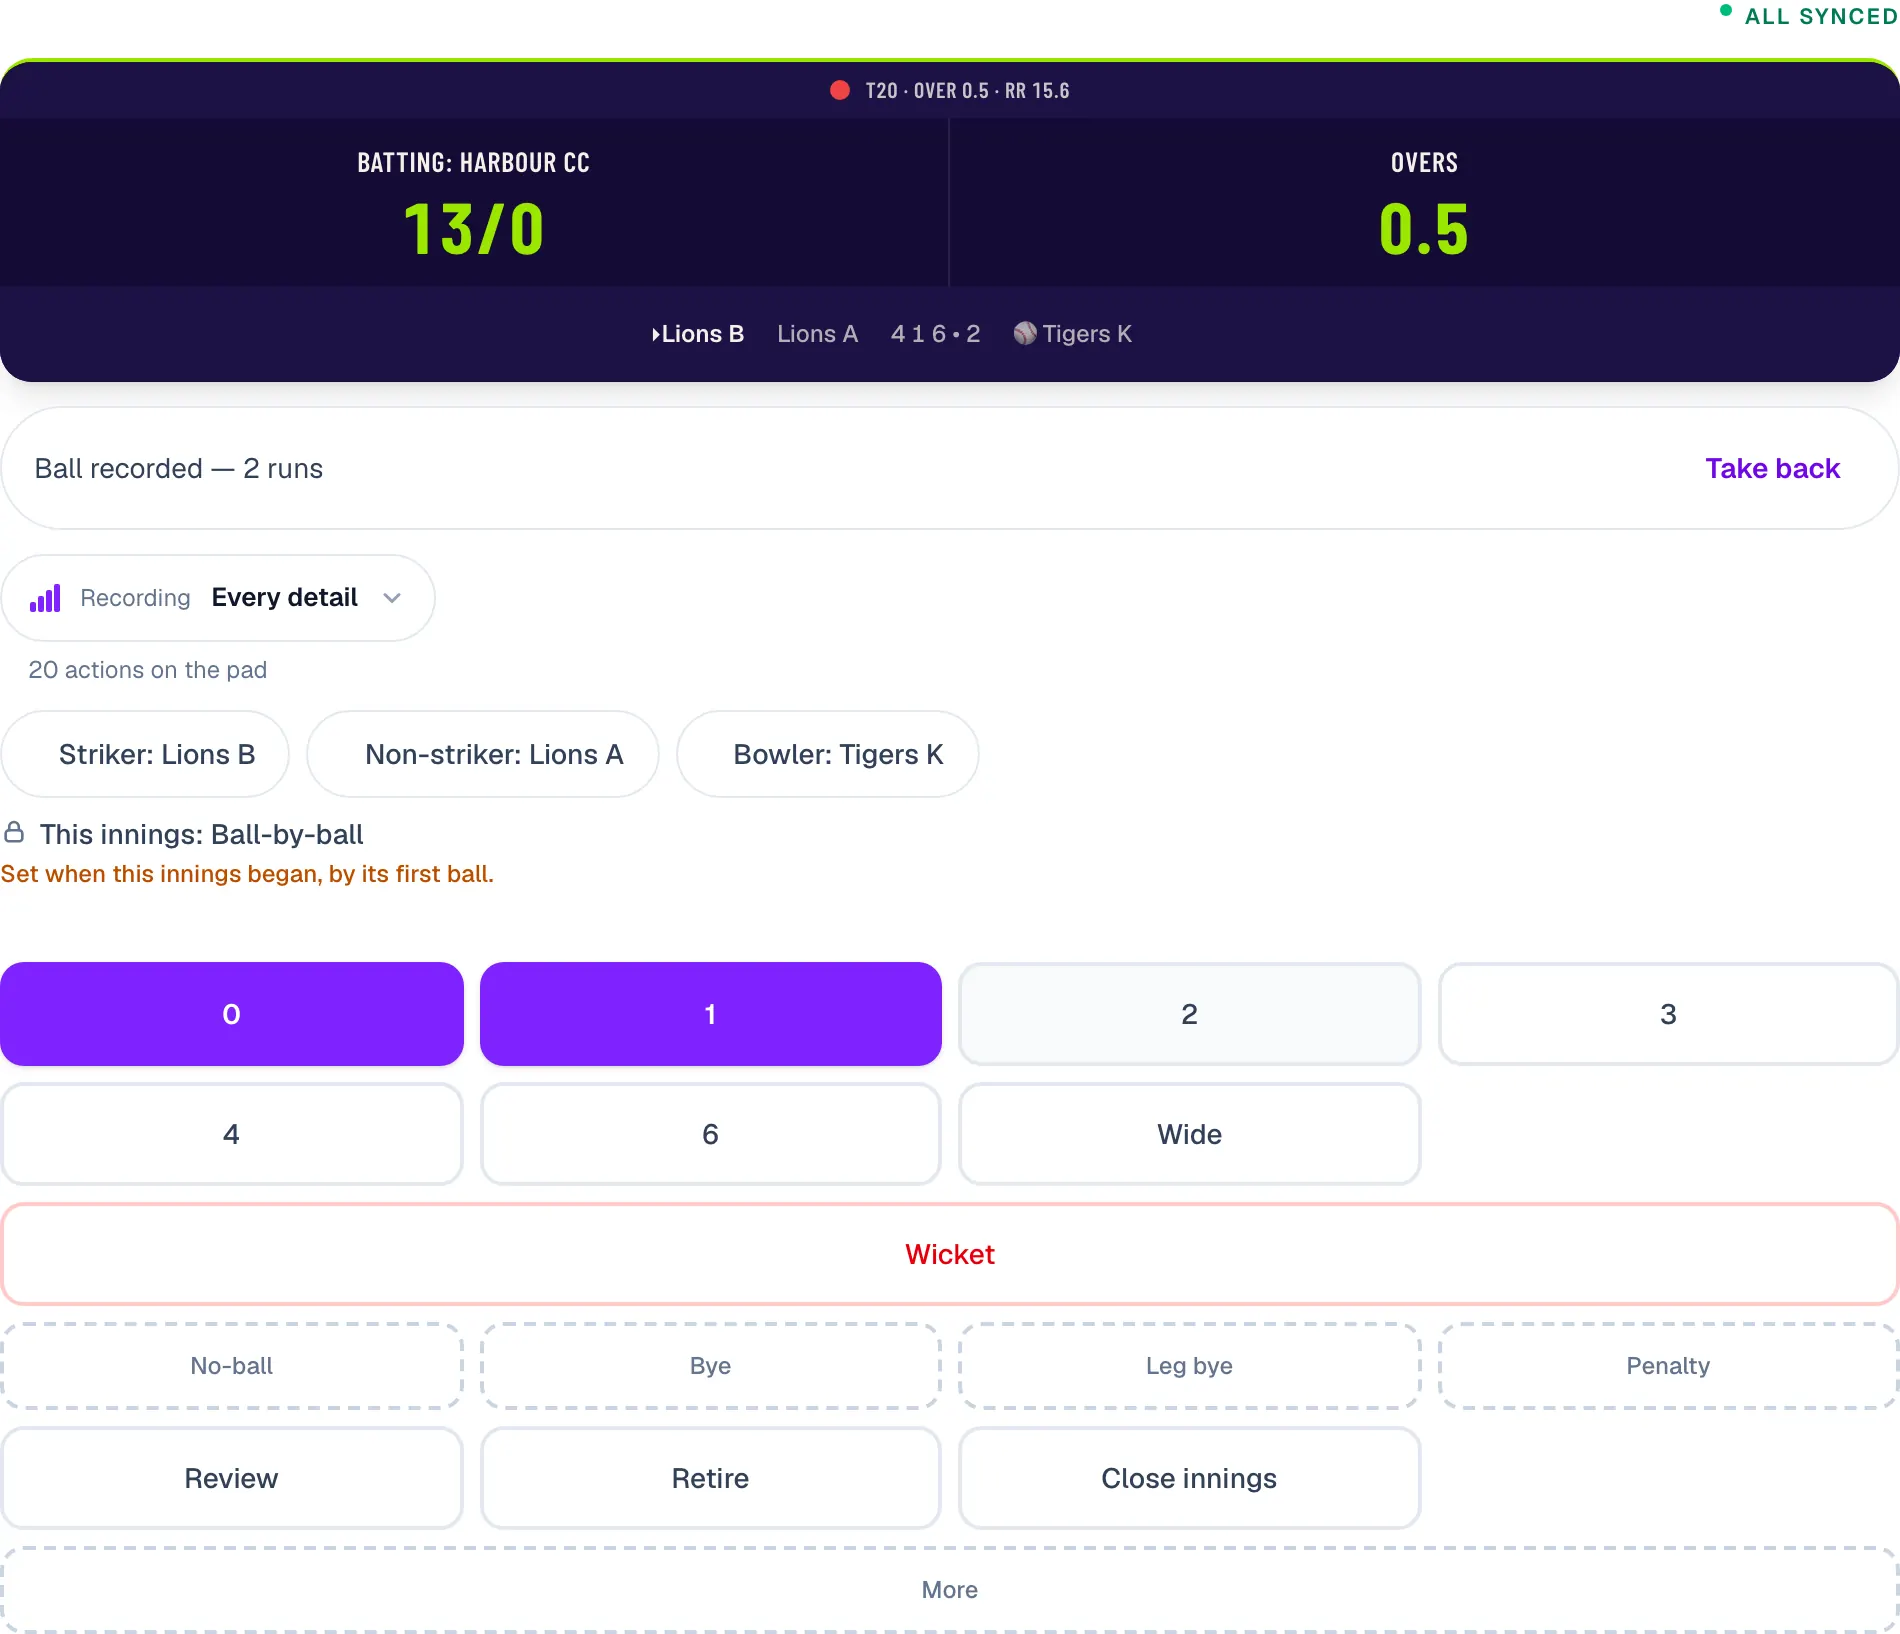 ALL SYNCED
T20 · OVER 0.5 · RR 15.6
BATTING: HARBOUR CC
13/0
OVERS
0.5
Lions B Lions A 4 1 6 • 2 Tigers K
Ball recorded — 2 runs
Take back
Recording Every detail
20 actions on the pad
Striker: Lions B
Non-striker: Lions A
Bowler: Tigers K
This innings: Ball-by-ball
Set when this innings began, by its first ball.
0
1
2
3
4
6
Wide
Wicket
No-ball
Bye
Leg bye
Penalty
Review
Retire
Close innings
More